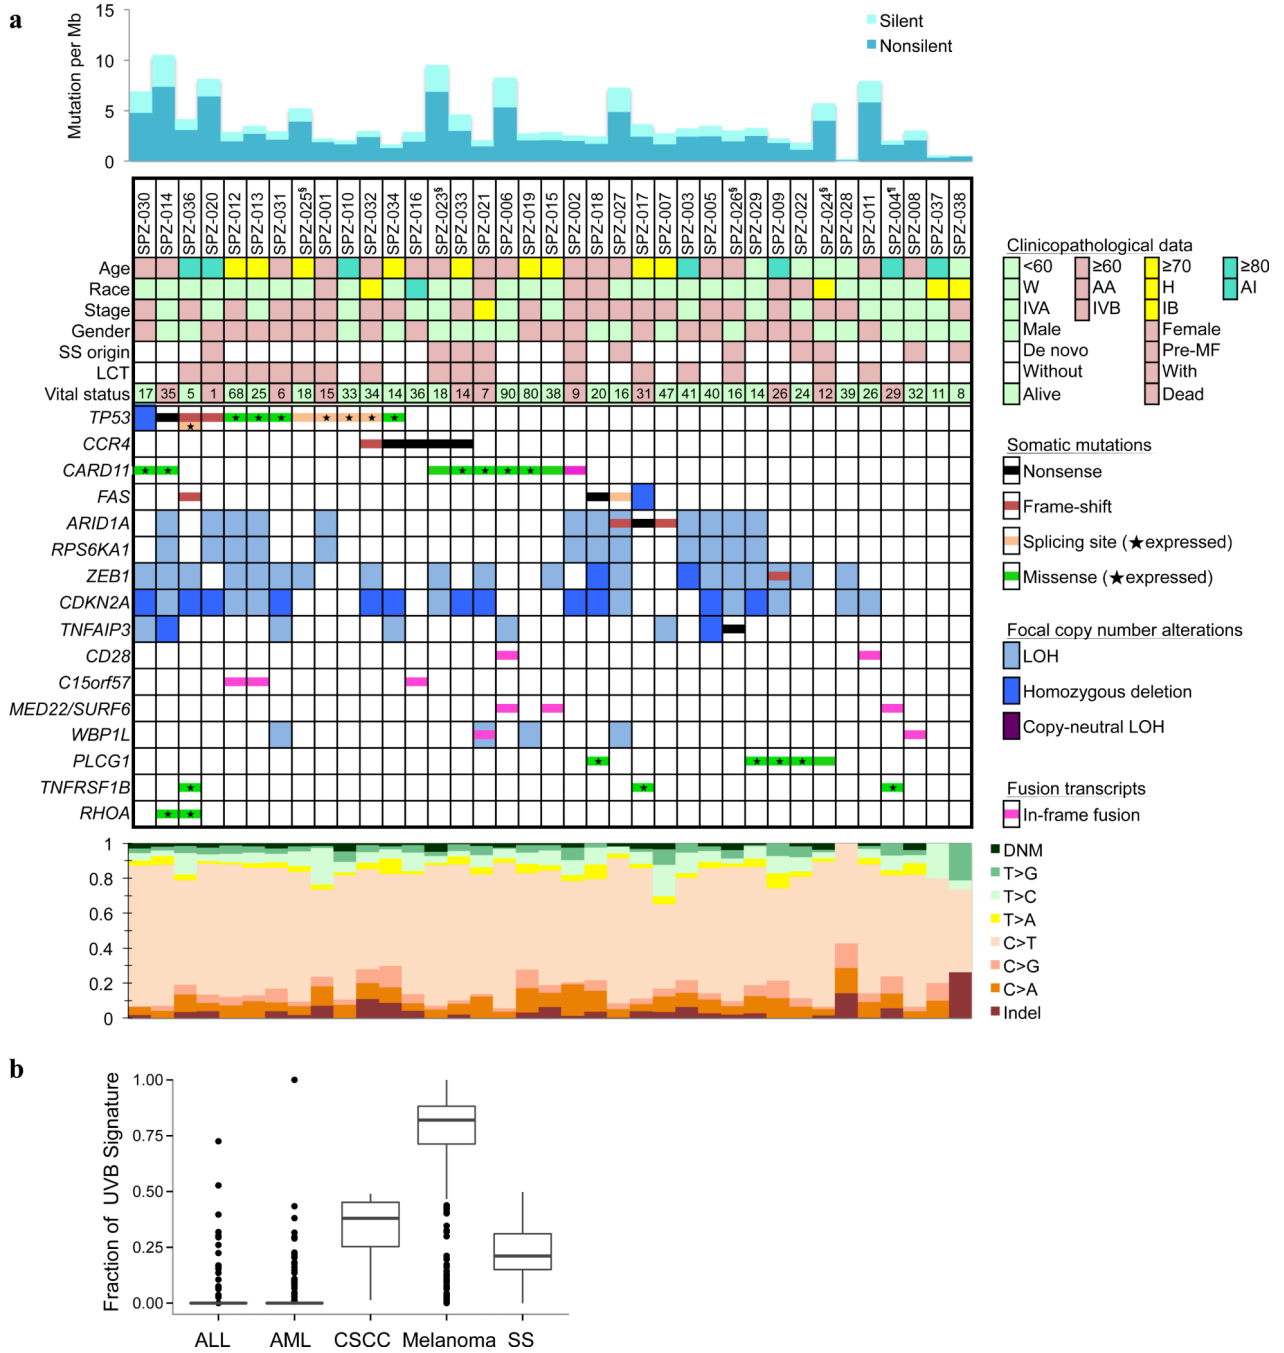 a
Mutation per Mb
15
10
5
0
Silent
Nonsilent
SPZ-030
SPZ-014
SPZ-036
SPZ-020
SPZ-012
SPZ-013
SPZ-031
SPZ-025§
SPZ-001
SPZ-010
SPZ-032
SPZ-034
SPZ-016
SPZ-023§
SPZ-033
SPZ-021
SPZ-006
SPZ-019
SPZ-015
SPZ-002
SPZ-018
SPZ-027
SPZ-017
SPZ-007
SPZ-003
SPZ-005
SPZ-026§
SPZ-029
SPZ-009
SPZ-022
SPZ-024§
SPZ-028
SPZ-011
SPZ-004¶
SPZ-008
SPZ-037
SPZ-038
Age
Race
Stage
Gender
SS origin
LCT
Vital status 17 35 5 1 68 25 6 18 15 33 34 14 36 18 14 7 90 80 38 9 20 16 31 47 14 22 16 14 26 24 12 39 26 29 32 11 8
TP53
CCR4
CARD11
FAS
ARID1A
RPS6KA1
ZEB1
CDKN2A
TNFAIP3
CD28
C15orf57
MED22/SURF6
WBP1L
PLCG1
TNFRSF1B
RHOA
Clinicopathological data
<60 ≥60 ≥70 ≥80
W AA H AI
IVA IVB IB
Male Female
De novo Pre-MF
Without With
Alive Dead
Somatic mutations
Nonsense
Frame-shift
Splicing site (★expressed)
Missense (★expressed)
Focal copy number alterations
LOH
Homozygous deletion
Copy-neutral LOH
Fusion transcripts
In-frame fusion
1
0.8
0.6
0.4
0.2
0
DNM
T>G
T>C
T>A
C>T
C>G
C>A
Indel
b
Fraction of UVB Signature
1.00
0.75
0.50
0.25
0.00
ALL AML CSCC Melanoma SS